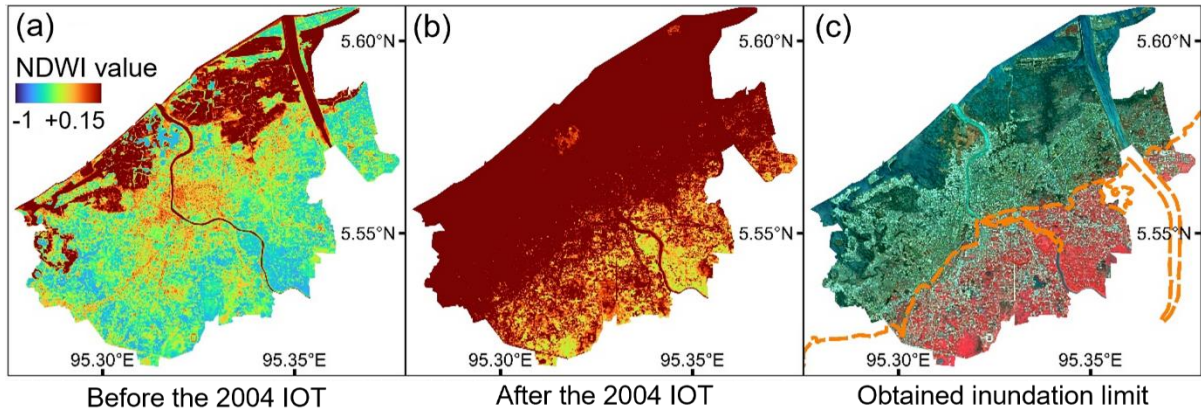 (a)
NDWI value
-1 +0.15
5.60°N
5.55°N
95.30°E 95.35°E
Before the 2004 IOT
(b)
5.60°N
5.55°N
95.30°E 95.35°E
After the 2004 IOT
(c)
5.60°N
5.55°N
95.30°E 95.35°E
Obtained inundation limit